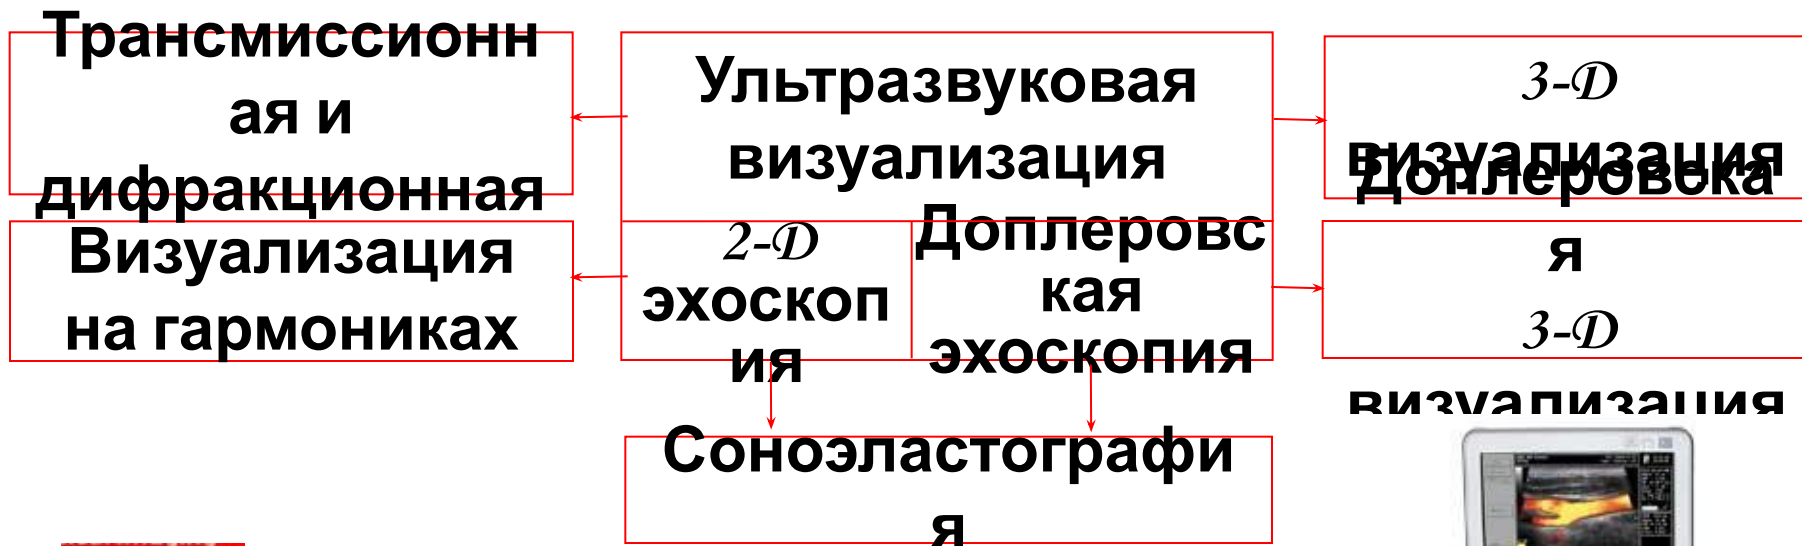 Трансмиссионн
ая и
дифракционная
Ультразвуковая
визуализация
3-D
визуализация
Визуализация
на гармониках
2-D
эхоскоп
ия
Доплеровс
кая
эхоскопия
Доплеровска
я
3-D
визуализация
Соноэластографи
я